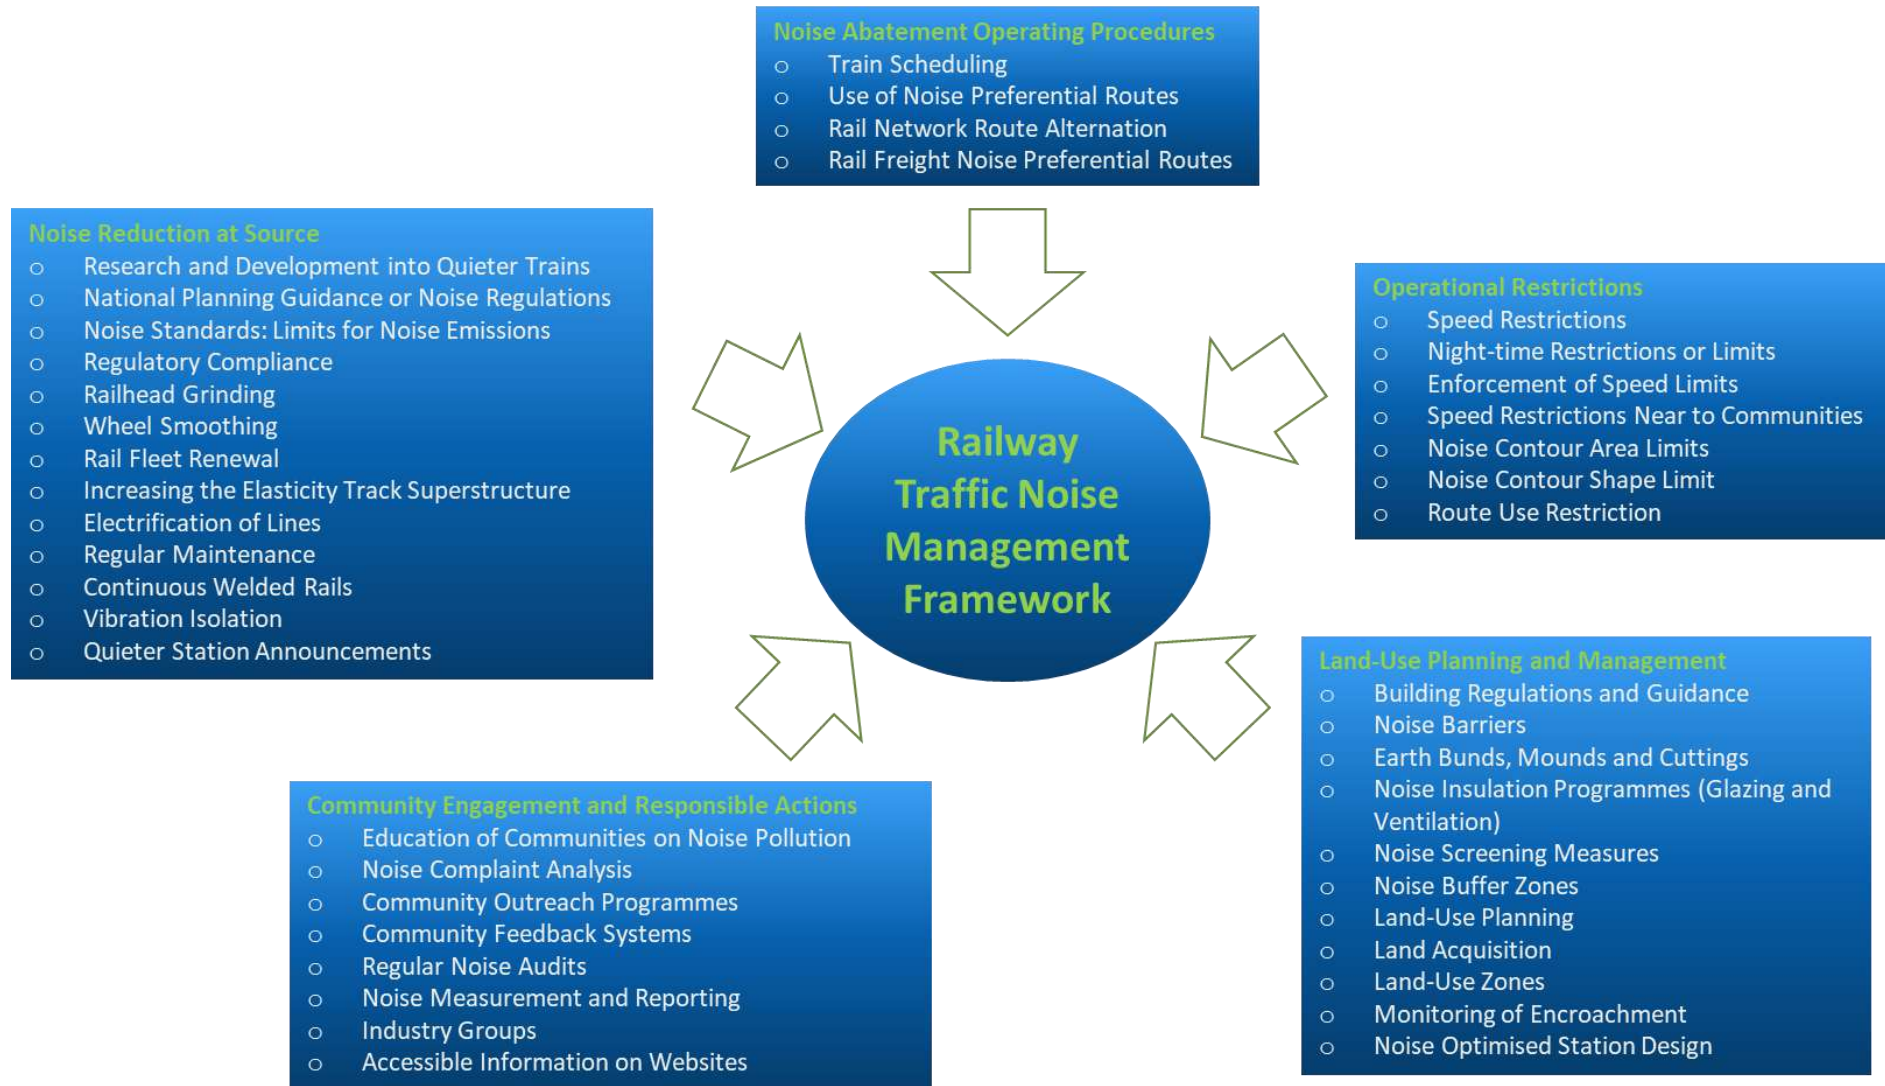 Noise Abatement Operating Procedures
o Train Scheduling
o Use of Noise Preferential Routes
o Rail Network Route Alternation
o Rail Freight Noise Preferential Routes
Noise Reduction at Source
o Research and Development into Quieter Trains
o National Planning Guidance or Noise Regulations
o Noise Standards: Limits for Noise Emissions
o Regulatory Compliance
o Railhead Grinding
o Wheel Smoothing
o Rail Fleet Renewal
o Increasing the Elasticity Track Superstructure
o Electrification of Lines
o Regular Maintenance
o Continuous Welded Rails
o Vibration Isolation
o Quieter Station Announcements
Operational Restrictions
o Speed Restrictions
o Night-time Restrictions or Limits
o Enforcement of Speed Limits
o Speed Restrictions Near to Communities
o Noise Contour Area Limits
o Noise Contour Shape Limit
o Route Use Restriction
Railway
Traffic Noise
Management
Framework
Community Engagement and Responsible Actions
o Education of Communities on Noise Pollution
o Noise Complaint Analysis
o Community Outreach Programmes
o Community Feedback Systems
o Regular Noise Audits
o Noise Measurement and Reporting
o Industry Groups
o Accessible Information on Websites
Land-Use Planning and Management
o Building Regulations and Guidance
o Noise Barriers
o Earth Bunds, Mounds and Cuttings
o Noise Insulation Programmes (Glazing and
Ventilation)
o Noise Screening Measures
o Noise Buffer Zones
o Land-Use Planning
o Land Acquisition
o Land-Use Zones
o Monitoring of Encroachment
o Noise Optimised Station Design